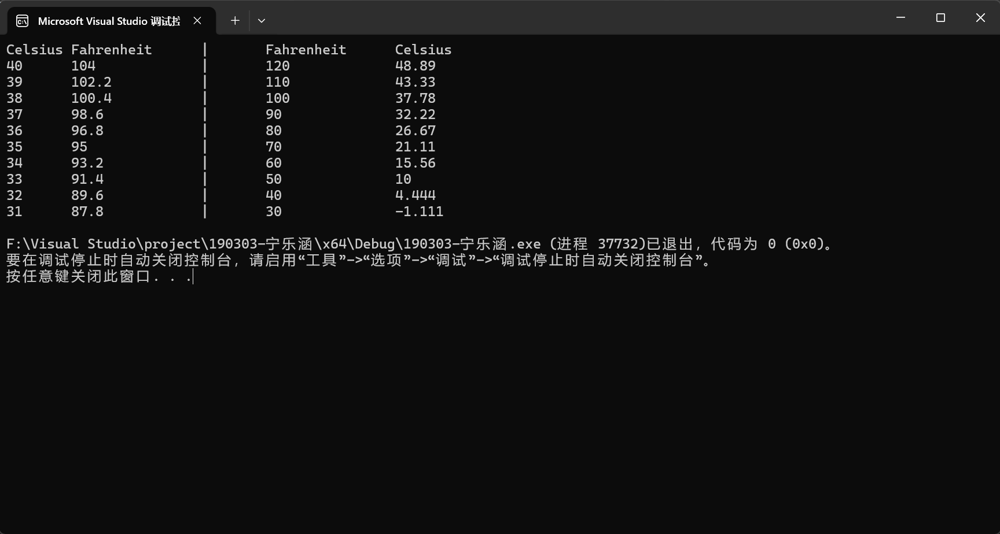 Microsoft Visual Studio 调试控
Celsius Fahrenheit | Fahrenheit Celsius
40 104 | 120 48.89
39 102.2 | 110 43.33
38 100.4 | 100 37.78
37 98.6 | 90 32.22
36 96.8 | 80 26.67
35 95 | 70 21.11
34 93.2 | 60 15.56
33 91.4 | 50 10
32 89.6 | 40 4.444
31 87.8 | 30 -1.111
F:\Visual Studio\project\190303-宁乐涵\x64\Debug\190303-宁乐涵.exe (进程 37732)已退出，代码为 0 (0x0)。
要在调试停止时自动关闭控制台，请启用“工具”->“选项”->“调试”->“调试停止时自动关闭控制台”。
按任意键关闭此窗口. . .